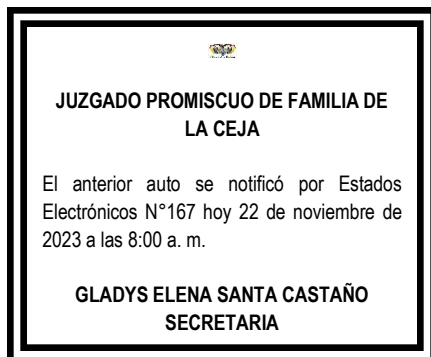 JUZGADO PROMISCUO DE FAMILIA DE
LA CEJA
El anterior auto se notificó por Estados
Electrónicos N°167 hoy 22 de noviembre de
2023 a las 8:00 a. m.
GLADYS ELENA SANTA CASTAÑO
SECRETARIA